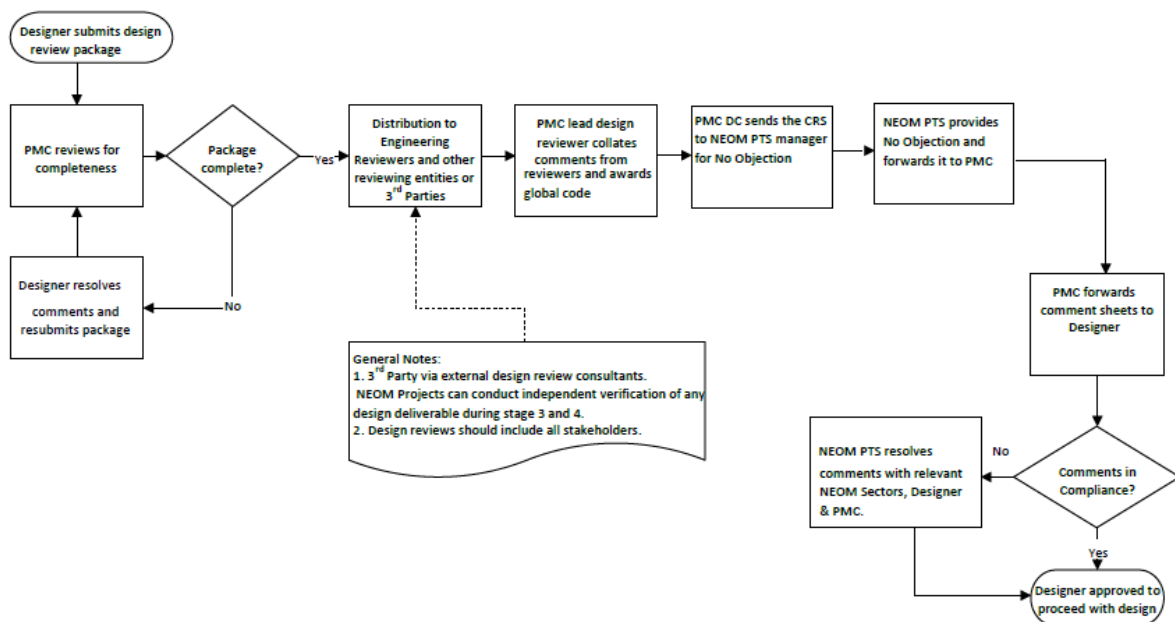 Designer submits design
review package
PMC reviews for
completeness
Package
complete?
Yes
No
Designer resolves
comments and
resubmits package
Distribution to
Engineering
Reviewers and other
reviewing entities or
3rd Parties
PMC lead design
reviewer collates
comments from
reviewers and awards
global code
PMC DC sends the CRS
to NEOM PTS manager
for No Objection
NEOM PTS provides
No Objection and
forwards it to PMC
General Notes:
1. 3rd Party via external design review consultants.
NEOM Projects can conduct independent verification of any
design deliverable during stage 3 and 4.
2. Design reviews should include all stakeholders.
PMC forwards
comment sheets to
Designer
Comments in
Compliance?
No
NEOM PTS resolves
comments with relevant
NEOM Sectors, Designer
& PMC.
Yes
Designer approved to
proceed with design